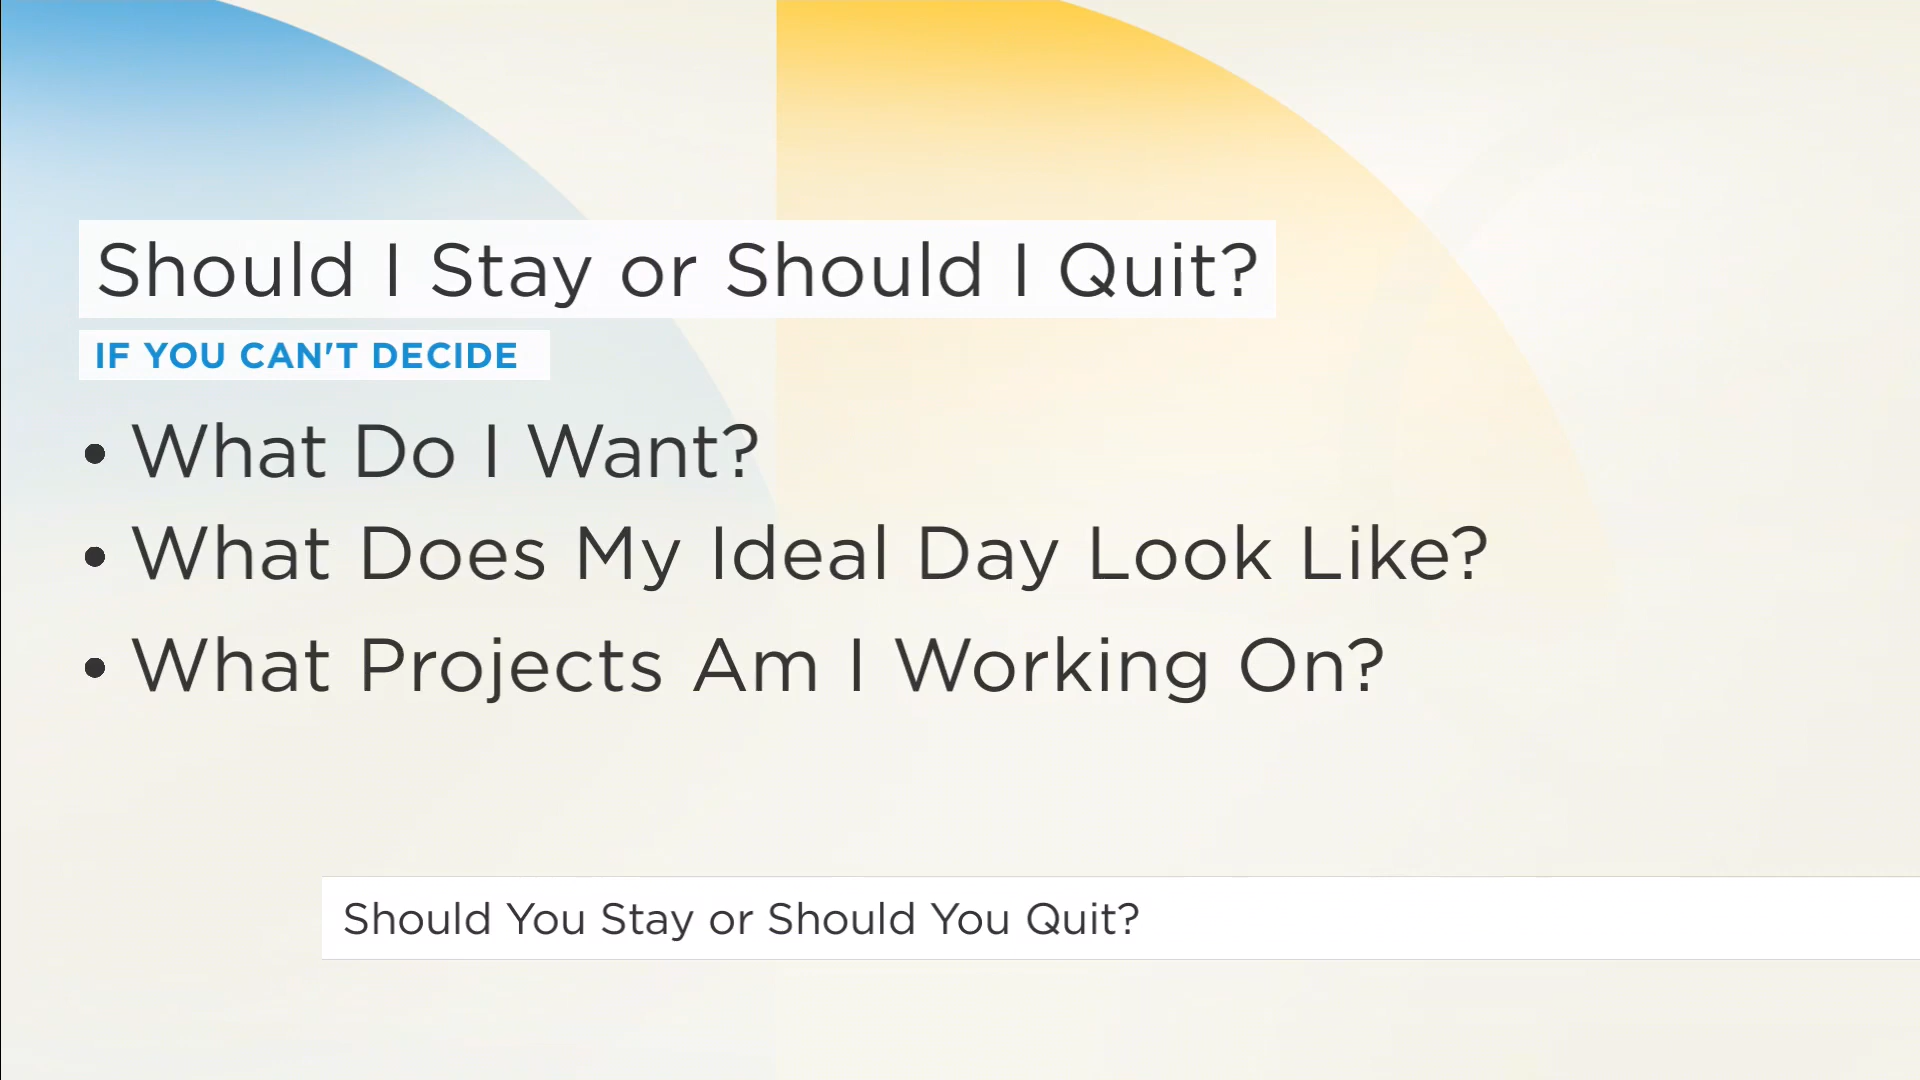 Should I Stay or Should I Quit?
IF YOU CAN'T DECIDE
• What Do I Want?
• What Does My Ideal Day Look Like?
• What Projects Am I Working On?
Should You Stay or Should You Quit?